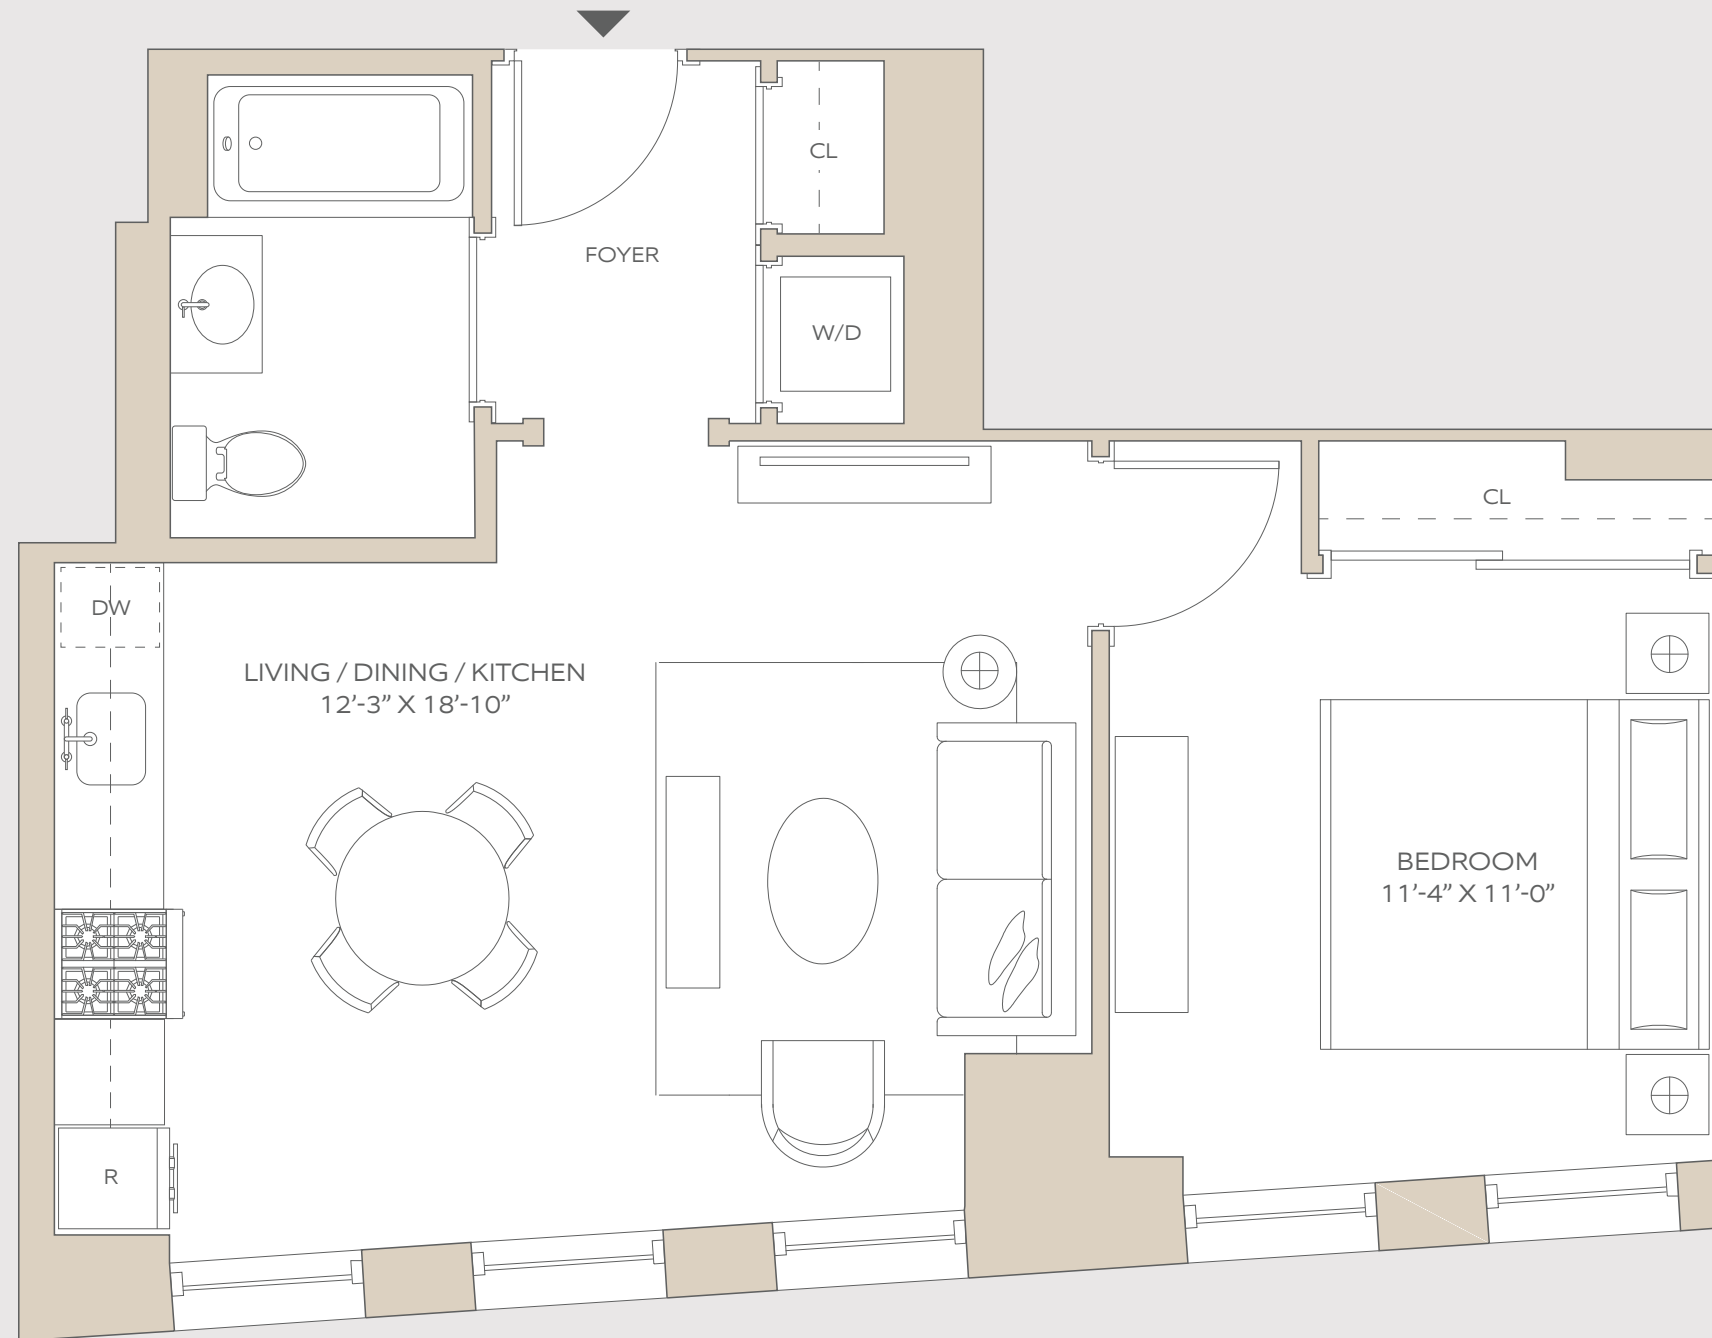 CL
FOYER
W/D
CL
DW
LIVING / DINING / KITCHEN
12’-3” X 18’-10”
BEDROOM
11’-4” X 11’-0”
R